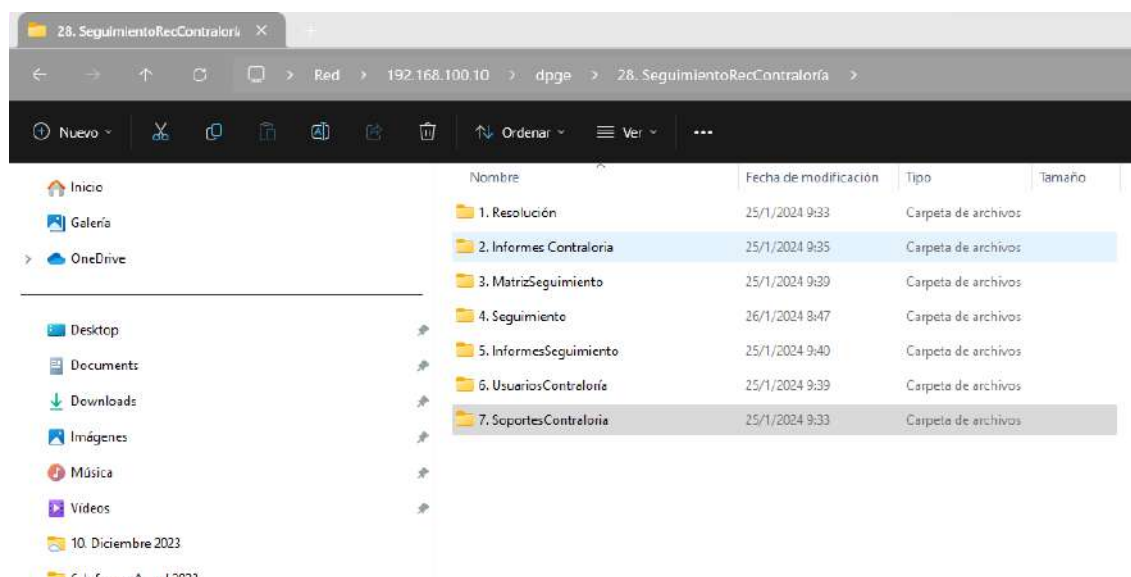 28. SeguimientoRecContraloría
Red > 192.168.100.10 > dpge > 28. SeguimientoRecContraloría >
Nuevo Ordenar Ver ...
Nombre Fecha de modificación Tipo Tamaño
Inicio
Galería
OneDrive
Desktop
Documents
Downloads
Imágenes
Música
Vídeos
10. Diciembre 2023
1. Resolución 25/1/2024 9:33 Carpeta de archivos
2. Informes Contraloria 25/1/2024 9:35 Carpeta de archivos
3. MatrizSeguimiento 25/1/2024 9:39 Carpeta de archivos
4. Seguimiento 26/1/2024 8:47 Carpeta de archivos
5. InformesSeguimiento 25/1/2024 9:40 Carpeta de archivos
6. UsuariosContraloría 25/1/2024 9:39 Carpeta de archivos
7. SoportesContraloria 25/1/2024 9:33 Carpeta de archivos